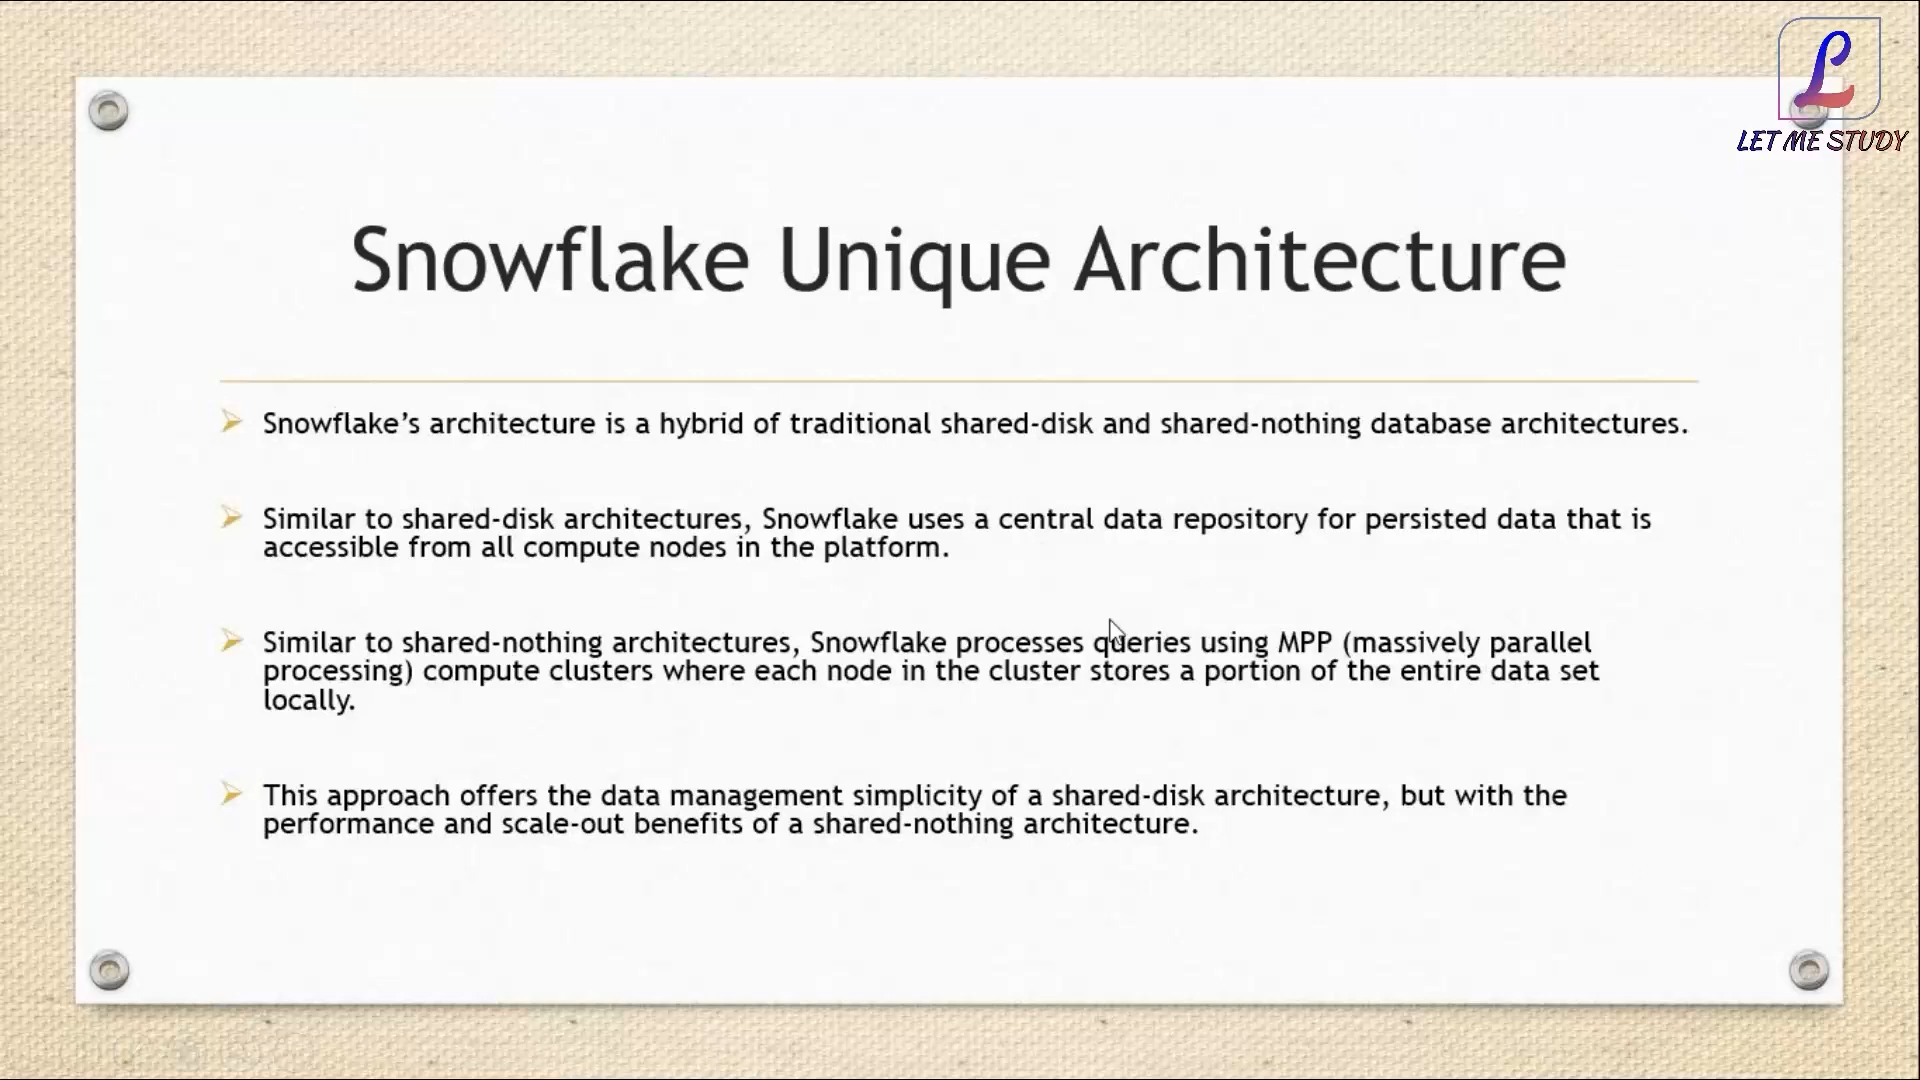 L
LET ME STUDY
Snowflake Unique Architecture
Snowflake’s architecture is a hybrid of traditional shared-disk and shared-nothing database architectures.
Similar to shared-disk architectures, Snowflake uses a central data repository for persisted data that is
accessible from all compute nodes in the platform.
Similar to shared-nothing architectures, Snowflake processes queries using MPP (massively parallel
processing) compute clusters where each node in the cluster stores a portion of the entire data set
locally.
This approach offers the data management simplicity of a shared-disk architecture, but with the
performance and scale-out benefits of a shared-nothing architecture.